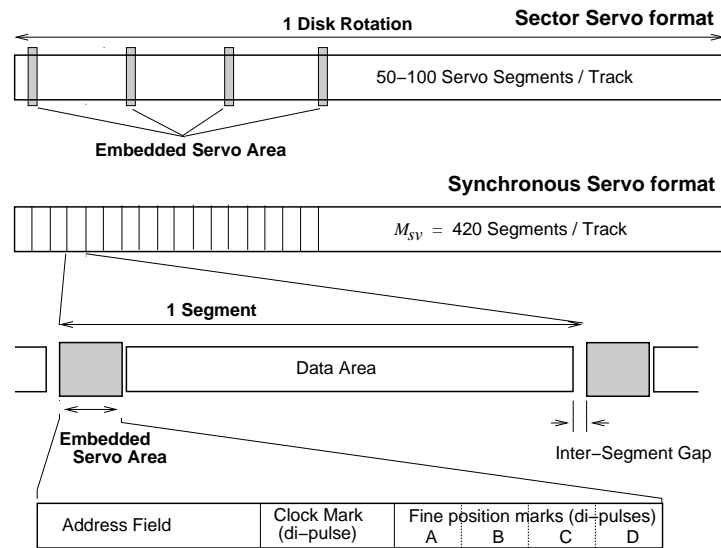 Sector Servo format
1 Disk Rotation
50−100 Servo Segments / Track
Embedded Servo Area
Synchronous Servo format
Msv = 420 Segments / Track
1 Segment
Data Area
Embedded
Servo Area
Inter−Segment Gap
Address Field
Clock Mark
(di−pulse)
Fine position marks (di−pulses)
A B C D